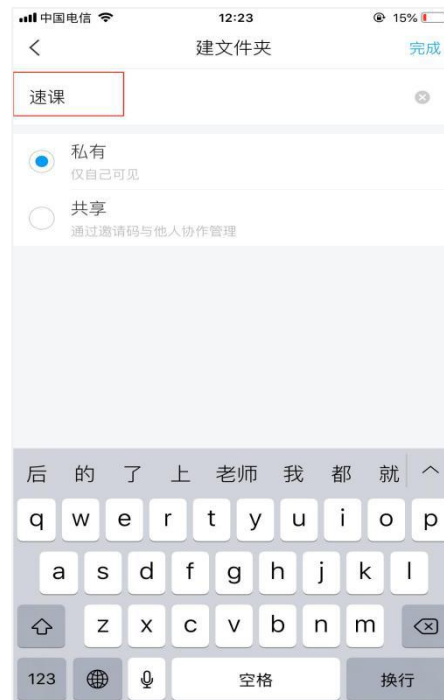 中国电信 12:23 15%
建文件夹 完成
速课
私有
仅自己可见
共享
通过邀请码与他人协作管理
后 的 了 上 老师 我 都 就
q w e r t y u i o p
a s d f g h j k l
z x c v b n m
123 空格 换行